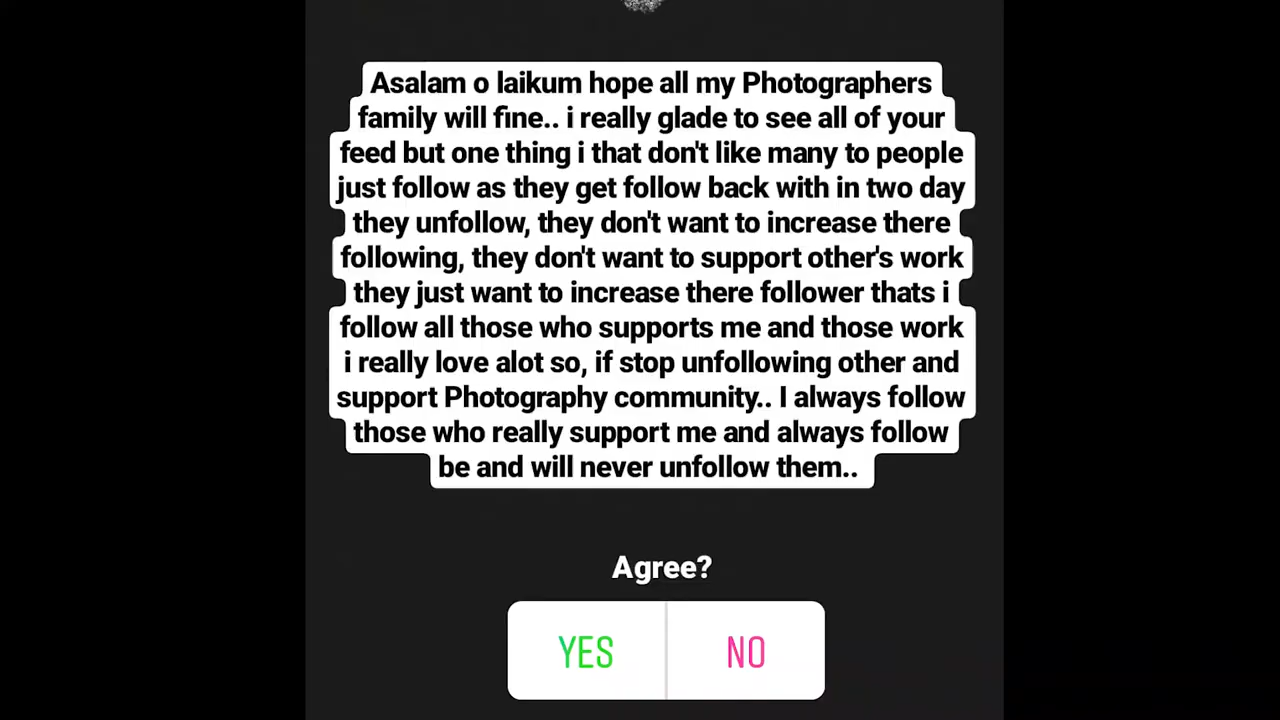 Asalam o laikum hope all my Photographers
family will fine.. i really glade to see all of your
feed but one thing i that don't like many to people
just follow as they get follow back with in two day
they unfollow, they don't want to increase there
following, they don't want to support other's work
they just want to increase there follower thats i
follow all those who supports me and those work
i really love alot so, if stop unfollowing other and
support Photography community.. I always follow
those who really support me and always follow
be and will never unfollow them..
Agree?
YES NO